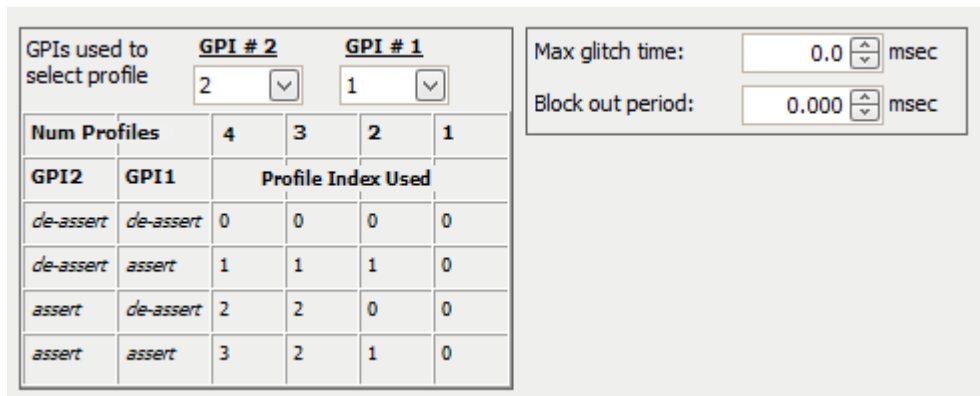 GPIs used to
select profile
GPI # 2 GPI # 1
2 1
Num Profiles 4 3 2 1
GPI2 GPI1 Profile Index Used
de-assert de-assert 0 0 0 0
de-assert assert 1 1 1 0
assert de-assert 2 2 0 0
assert assert 3 2 1 0
Max glitch time: 0.0 msec
Block out period: 0.000 msec